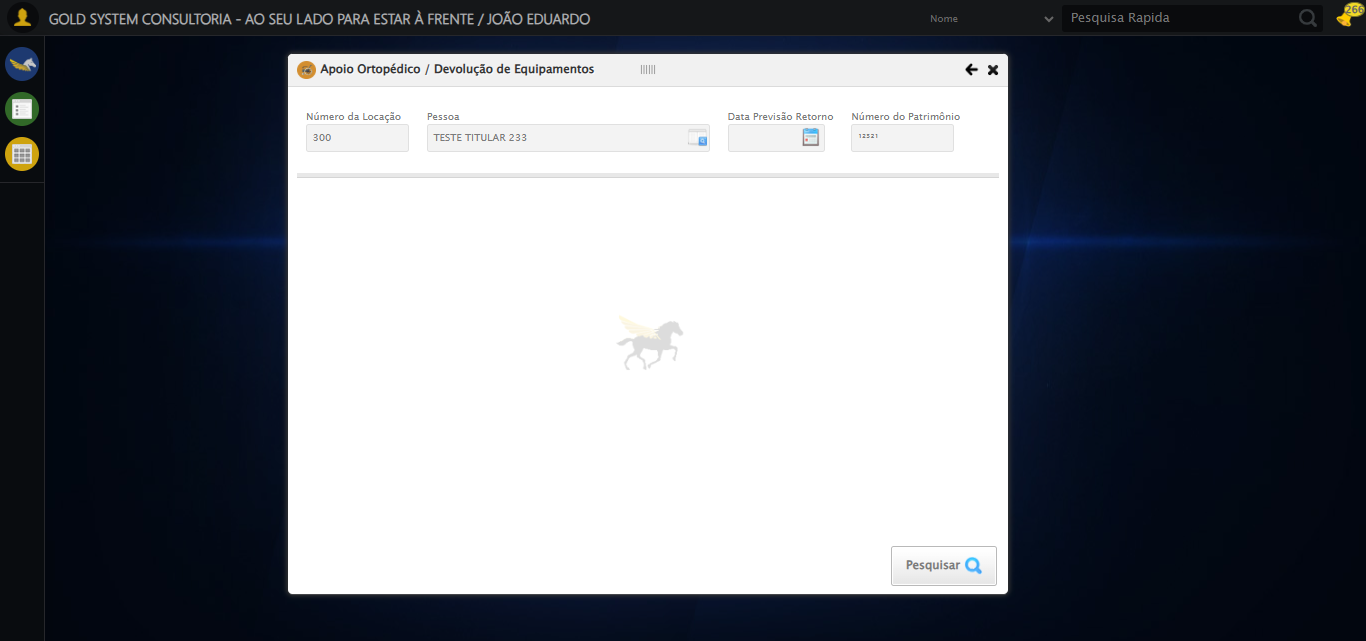 GOLD SYSTEM CONSULTORIA - AO SEU LADO PARA ESTAR À FRENTE / JOÃO EDUARDO
Nome
Pesquisa Rapida
266
Apoio Ortopédico / Devolução de Equipamentos
Número da Locação
Pessoa
Data Previsão Retorno
Número do Patrimônio
300
TESTE TITULAR 233
12521
Pesquisar